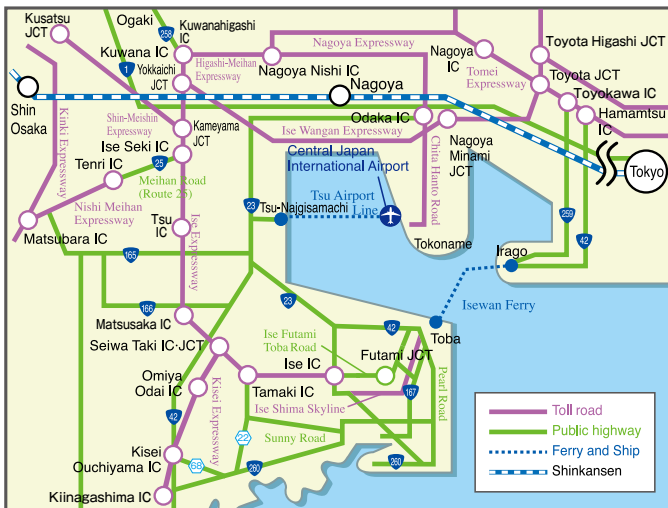 Kusatsu
JCT
Ogaki
258
Kuwanahigashi
IC
Kuwana IC
1
Yokkaichi
JCT
Higashi-Meihan
Expressway
Nagoya Expressway
Nagoya Nishi IC
Nagoya
IC
Tomei
Expressway
Toyota Higashi JCT
Toyota JCT
Toyokawa IC
Hamamtsu
IC
Shin
Osaka
Nagoya
Tokyo
Kinki Expressway
Shin-Meishin
Expressway
Kameyama
JCT
Ise Wangan Expressway
Odaka IC
Nagoya
Minami JCT
Ise Seki IC
25
Tenri IC
Meihan Road
(Route 25)
Nishi Meihan
Expressway
Matsubara IC
Central Japan
International Airport
Chita Hanto Road
Tsu Airport
Line
23
Tsu-Najgisamachi
Tokoname
Tsu
IC
Ise Expressway
259
42
Irago
165
166
23
Isewan Ferry
Matsusaka IC
Toba
Seiwa Taki IC·JCT
Ise Futami
Toba Road
42
Ise IC
Futami JCT
Omiya
Odai IC
Tamaki IC
167
Ise Shima Skyline
Pearl Road
Kisei Expressway
42
22
Sunny Road
Kisei
Ouchiyama IC
68
260
260
Kiinagashima IC
Toll road
Public highway
Ferry and Ship
Shinkansen